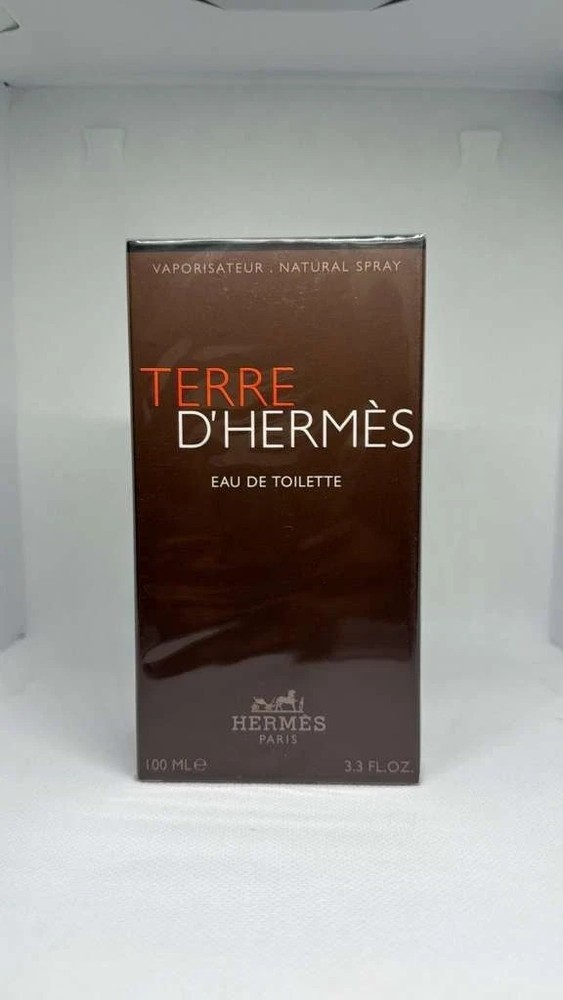 VAPORISATEUR . NATURAL SPRAY
TERRE
D'HERMÈS
EAU DE TOILETTE
HERMÈS
PARIS
100 ML ℮
3.3 FL.OZ.